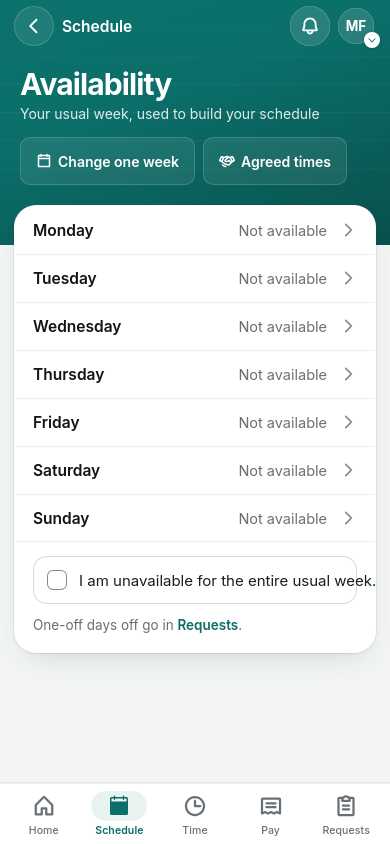 Schedule
MF
Availability
Your usual week, used to build your schedule
Change one week
Agreed times
Monday Not available
Tuesday Not available
Wednesday Not available
Thursday Not available
Friday Not available
Saturday Not available
Sunday Not available
I am unavailable for the entire usual week.
One-off days off go in Requests.
Home Schedule Time Pay Requests